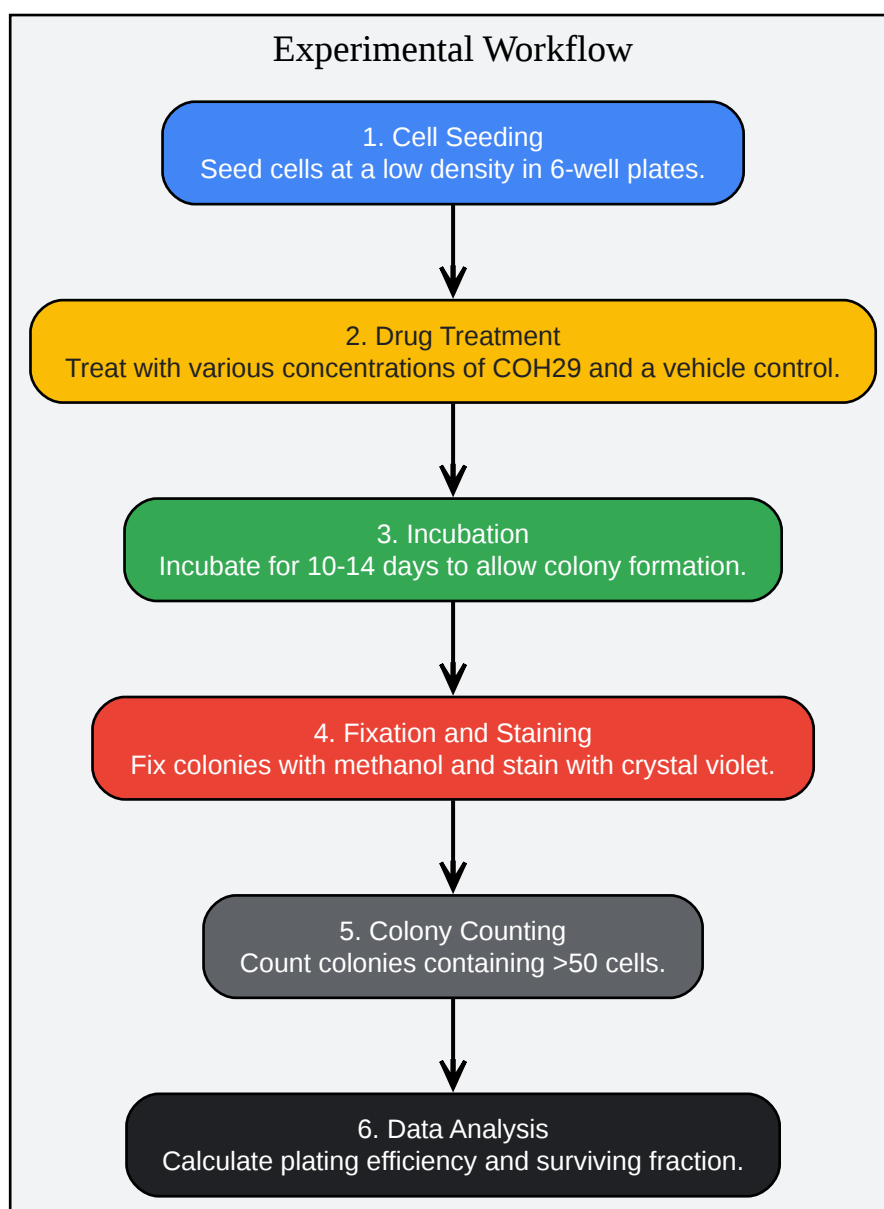 Experimental Workflow
1. Cell Seeding
Seed cells at a low density in 6-well plates.
2. Drug Treatment
Treat with various concentrations of COH29 and a vehicle control.
3. Incubation
Incubate for 10-14 days to allow colony formation.
4. Fixation and Staining
Fix colonies with methanol and stain with crystal violet.
5. Colony Counting
Count colonies containing >50 cells.
6. Data Analysis
Calculate plating efficiency and surviving fraction.